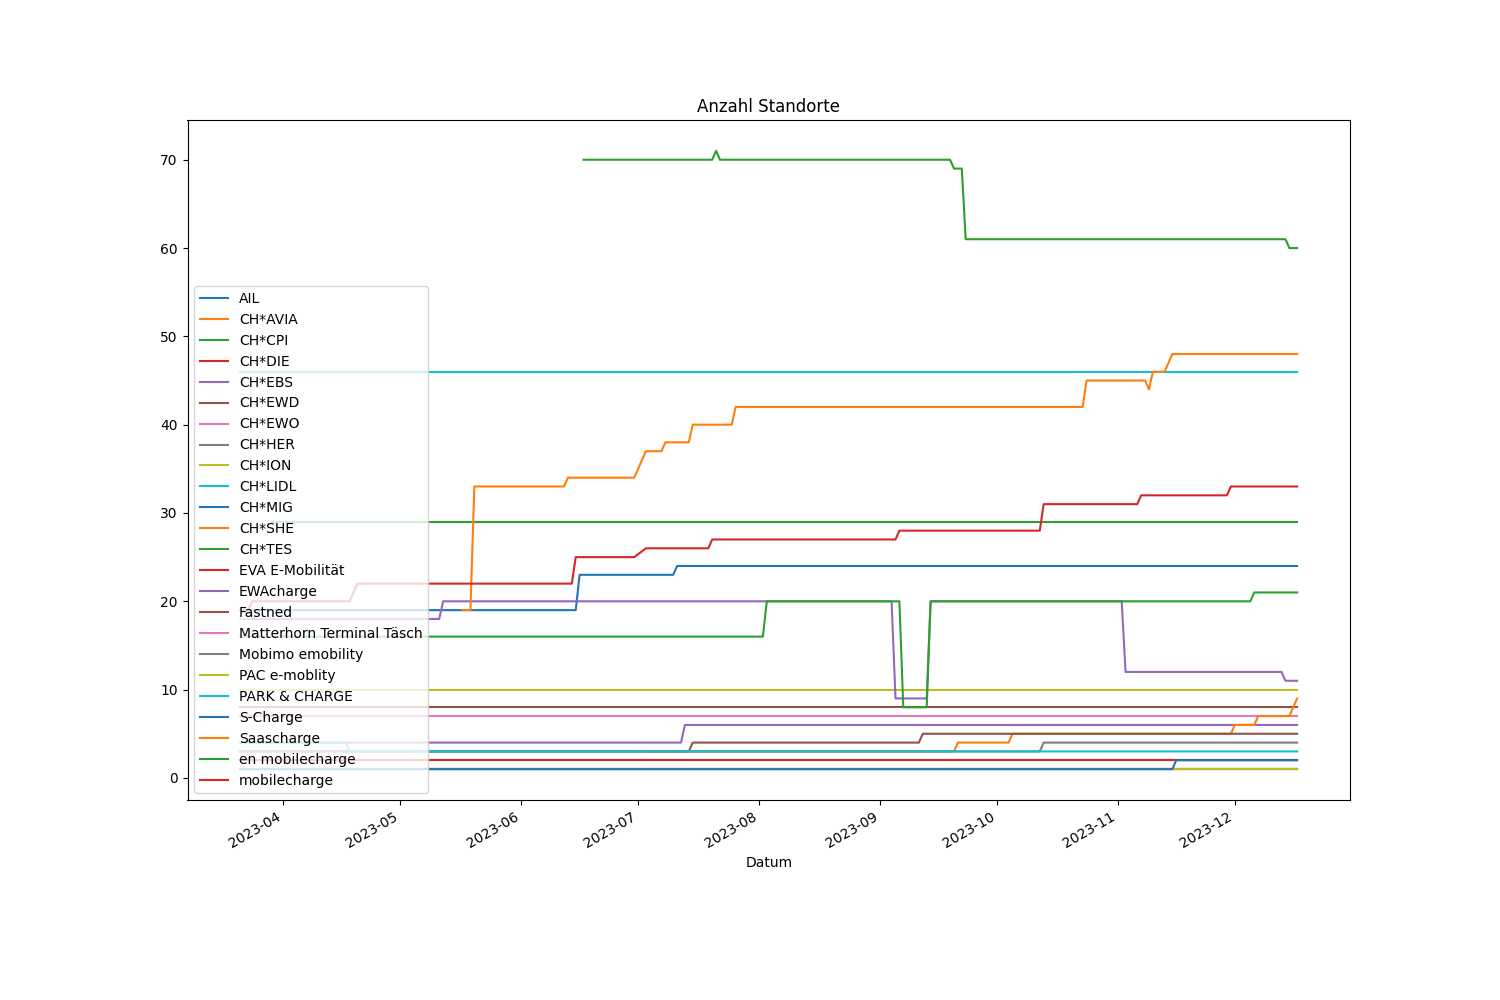 Anzahl Standorte
70
60
50
40
30
20
10
0
AIL
CH*AVIA
CH*CPI
CH*DIE
CH*EBS
CH*EWD
CH*EWO
CH*HER
CH*ION
CH*LIDL
CH*MIG
CH*SHE
CH*TES
EVA E-Mobilität
EWAcharge
Fastned
Matterhorn Terminal Täsch
Mobimo emobility
PAC e-moblity
PARK & CHARGE
S-Charge
Saascharge
en mobilecharge
mobilecharge
2023-04 2023-05 2023-06 2023-07 2023-08 2023-09 2023-10 2023-11 2023-12
Datum